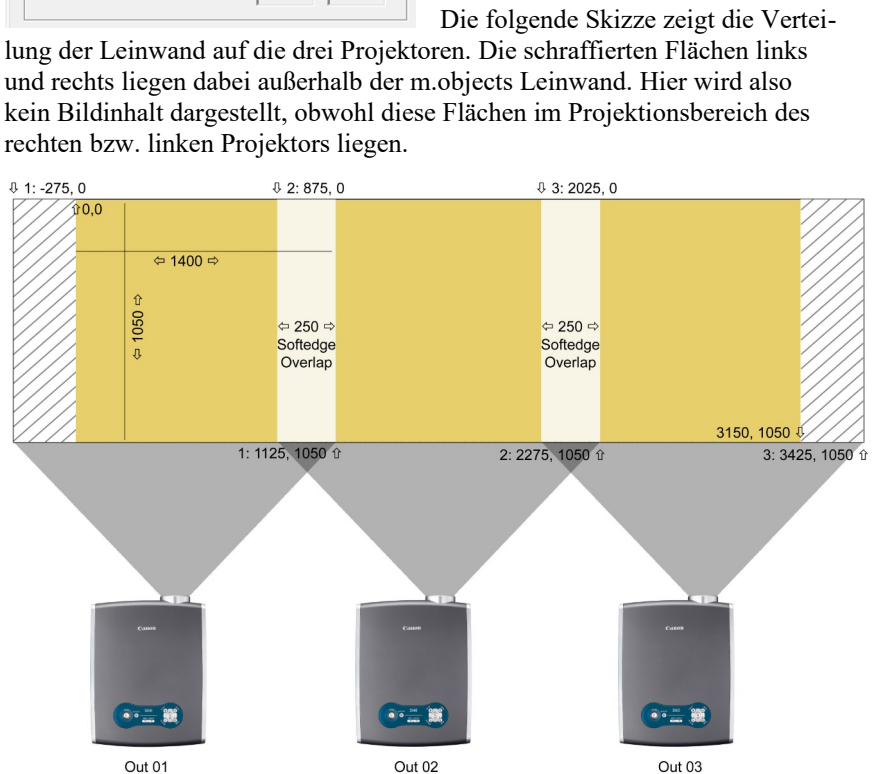 Die folgende Skizze zeigt die Vertei-
lung der Leinwand auf die drei Projektoren. Die schraffierten Flächen links
und rechts liegen dabei außerhalb der m.objects Leinwand. Hier wird also
kein Bildinhalt dargestellt, obwohl diese Flächen im Projektionsbereich des
rechten bzw. linken Projektors liegen.
⇩ 1: -275, 0
⇩ 2: 875, 0
⇩ 3: 2025, 0
⇧0,0
⇦ 1400 ⇨
⇦ 1050 ⇨
⇦ 250 ⇨
Softedge
Overlap
⇦ 250 ⇨
Softedge
Overlap
3150, 1050 ⇩
1: 1125, 1050 ⇧
2: 2275, 1050 ⇧
3: 3425, 1050 ⇧
Canon
Canon
Canon
Out 01
Out 02
Out 03